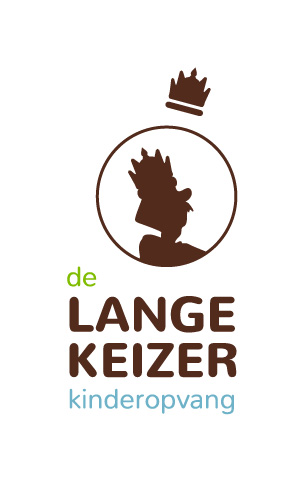 de
LANGE
KEIZER
kinderopvang